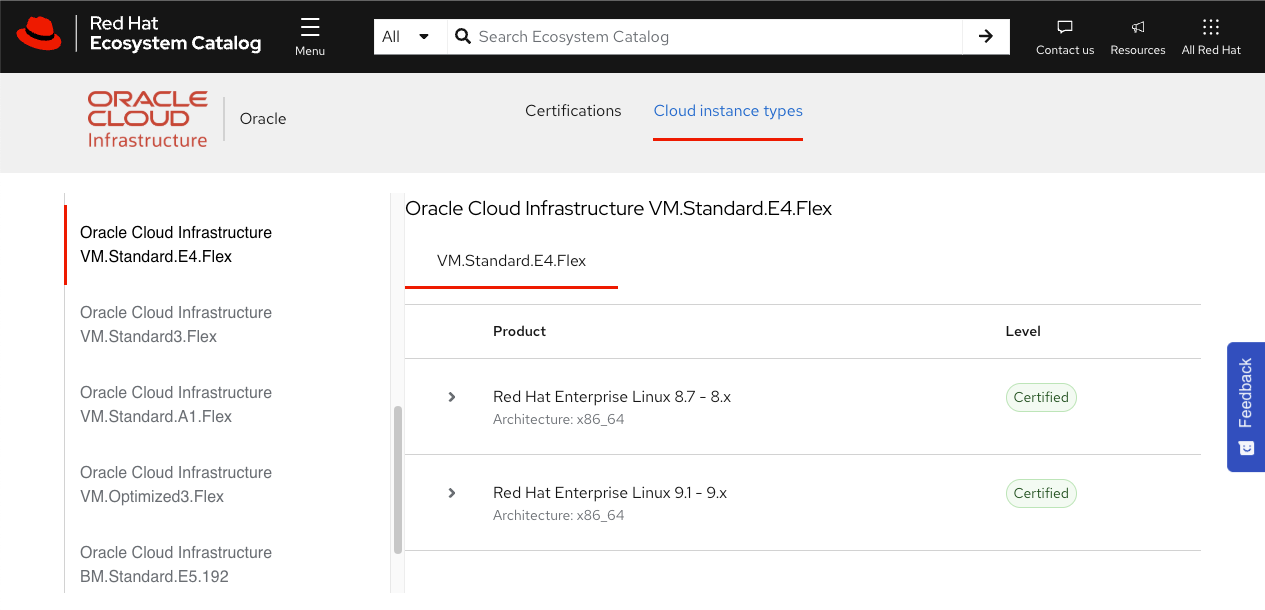 Red Hat
Ecosystem Catalog
Menu
All
Search Ecosystem Catalog
Contact us
Resources
All Red Hat
ORACLE
CLOUD
Infrastructure
Oracle
Certifications
Cloud instance types
Oracle Cloud Infrastructure
VM.Standard.E4.Flex
Oracle Cloud Infrastructure
VM.Standard3.Flex
Oracle Cloud Infrastructure
VM.Standard.A1.Flex
Oracle Cloud Infrastructure
VM.Optimized3.Flex
Oracle Cloud Infrastructure
BM.Standard.E5.192
Oracle Cloud Infrastructure VM.Standard.E4.Flex
VM.Standard.E4.Flex
Product
Level
Red Hat Enterprise Linux 8.7 - 8.x
Certified
Architecture: x86_64
Red Hat Enterprise Linux 9.1 - 9.x
Certified
Architecture: x86_64
Feedback